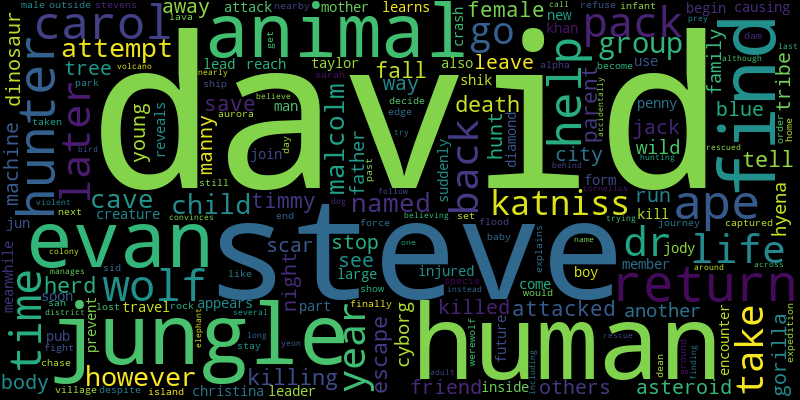 male outside stevens
carol away attack nearby mother learns female call refuse infant begin causing
lava animal crash new pack prey
dinosaur attempt get go khan dam
tree volcano lead reach taylor also leave group although
park nearly fall way shik alpha become use family tribe
taken ship save man sarah believe decide death help accidentally find
hunter young reveals manny aurora malcolm edge hunt diamond parent penny blue
david
machine later bird join day try back jack wild order home
still past father suddenly city rescued tell
cave child timmy follow named katniss form behind hunting cornelius ape hyena
jun creature dog believing set run trying journey captured
violent next convinces end force flood kill
evan steve human
meanwhile colony scar stop one baby explains name dr jody life
time manages wolf night see like boy member around across
herd sid large show injured come specie instead would return
soon appears
san lost travel rock several part finally killed attacked another
district prevent elephant year cyborg future werewolf rescue
pub fight jungle long escape dean ground encounter take expedition
chase stay yeon including finding gorilla
body however killing adult
village despite island christina leader friend inside others asteroid